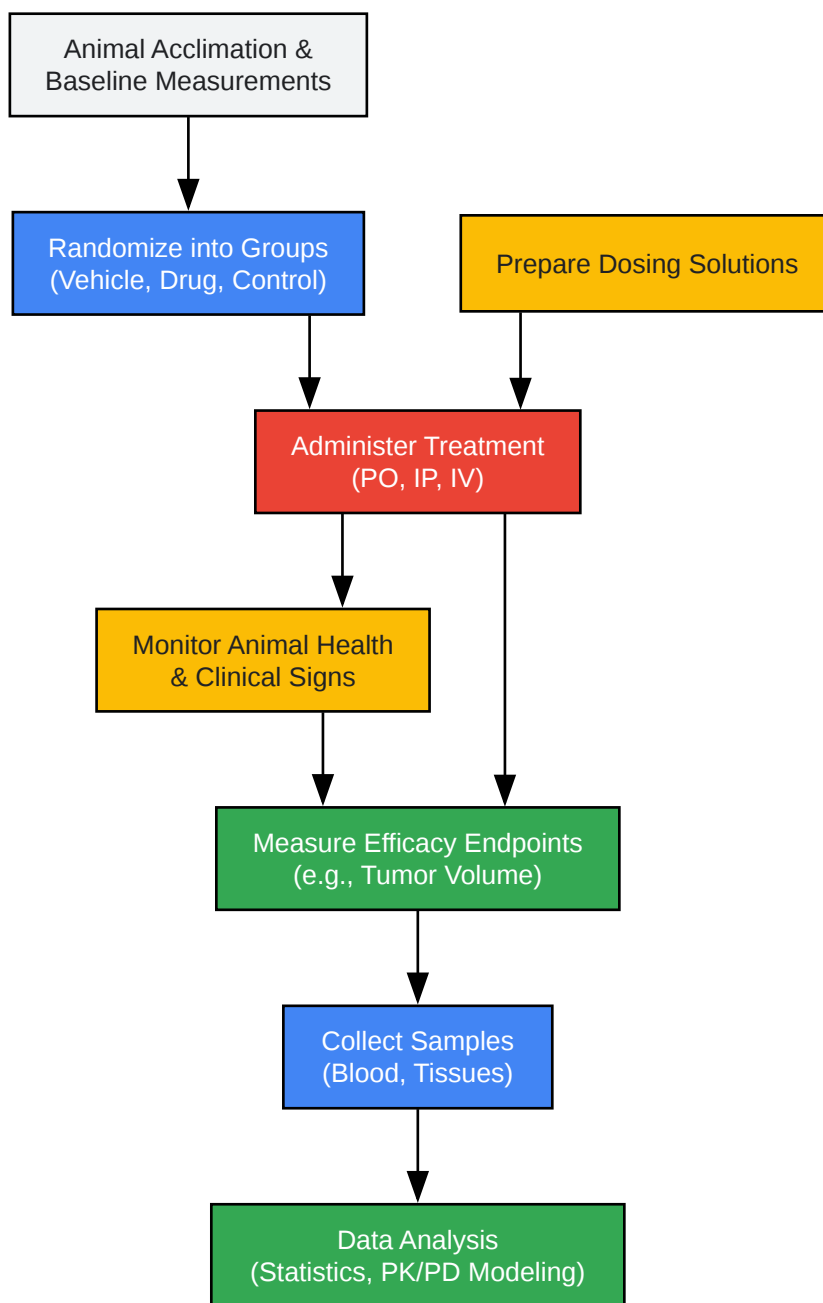 Animal Acclimation &
Baseline Measurements
Randomize into Groups
(Vehicle, Drug, Control)
Prepare Dosing Solutions
Administer Treatment
(PO, IP, IV)
Monitor Animal Health
& Clinical Signs
Measure Efficacy Endpoints
(e.g., Tumor Volume)
Collect Samples
(Blood, Tissues)
Data Analysis
(Statistics, PK/PD Modeling)